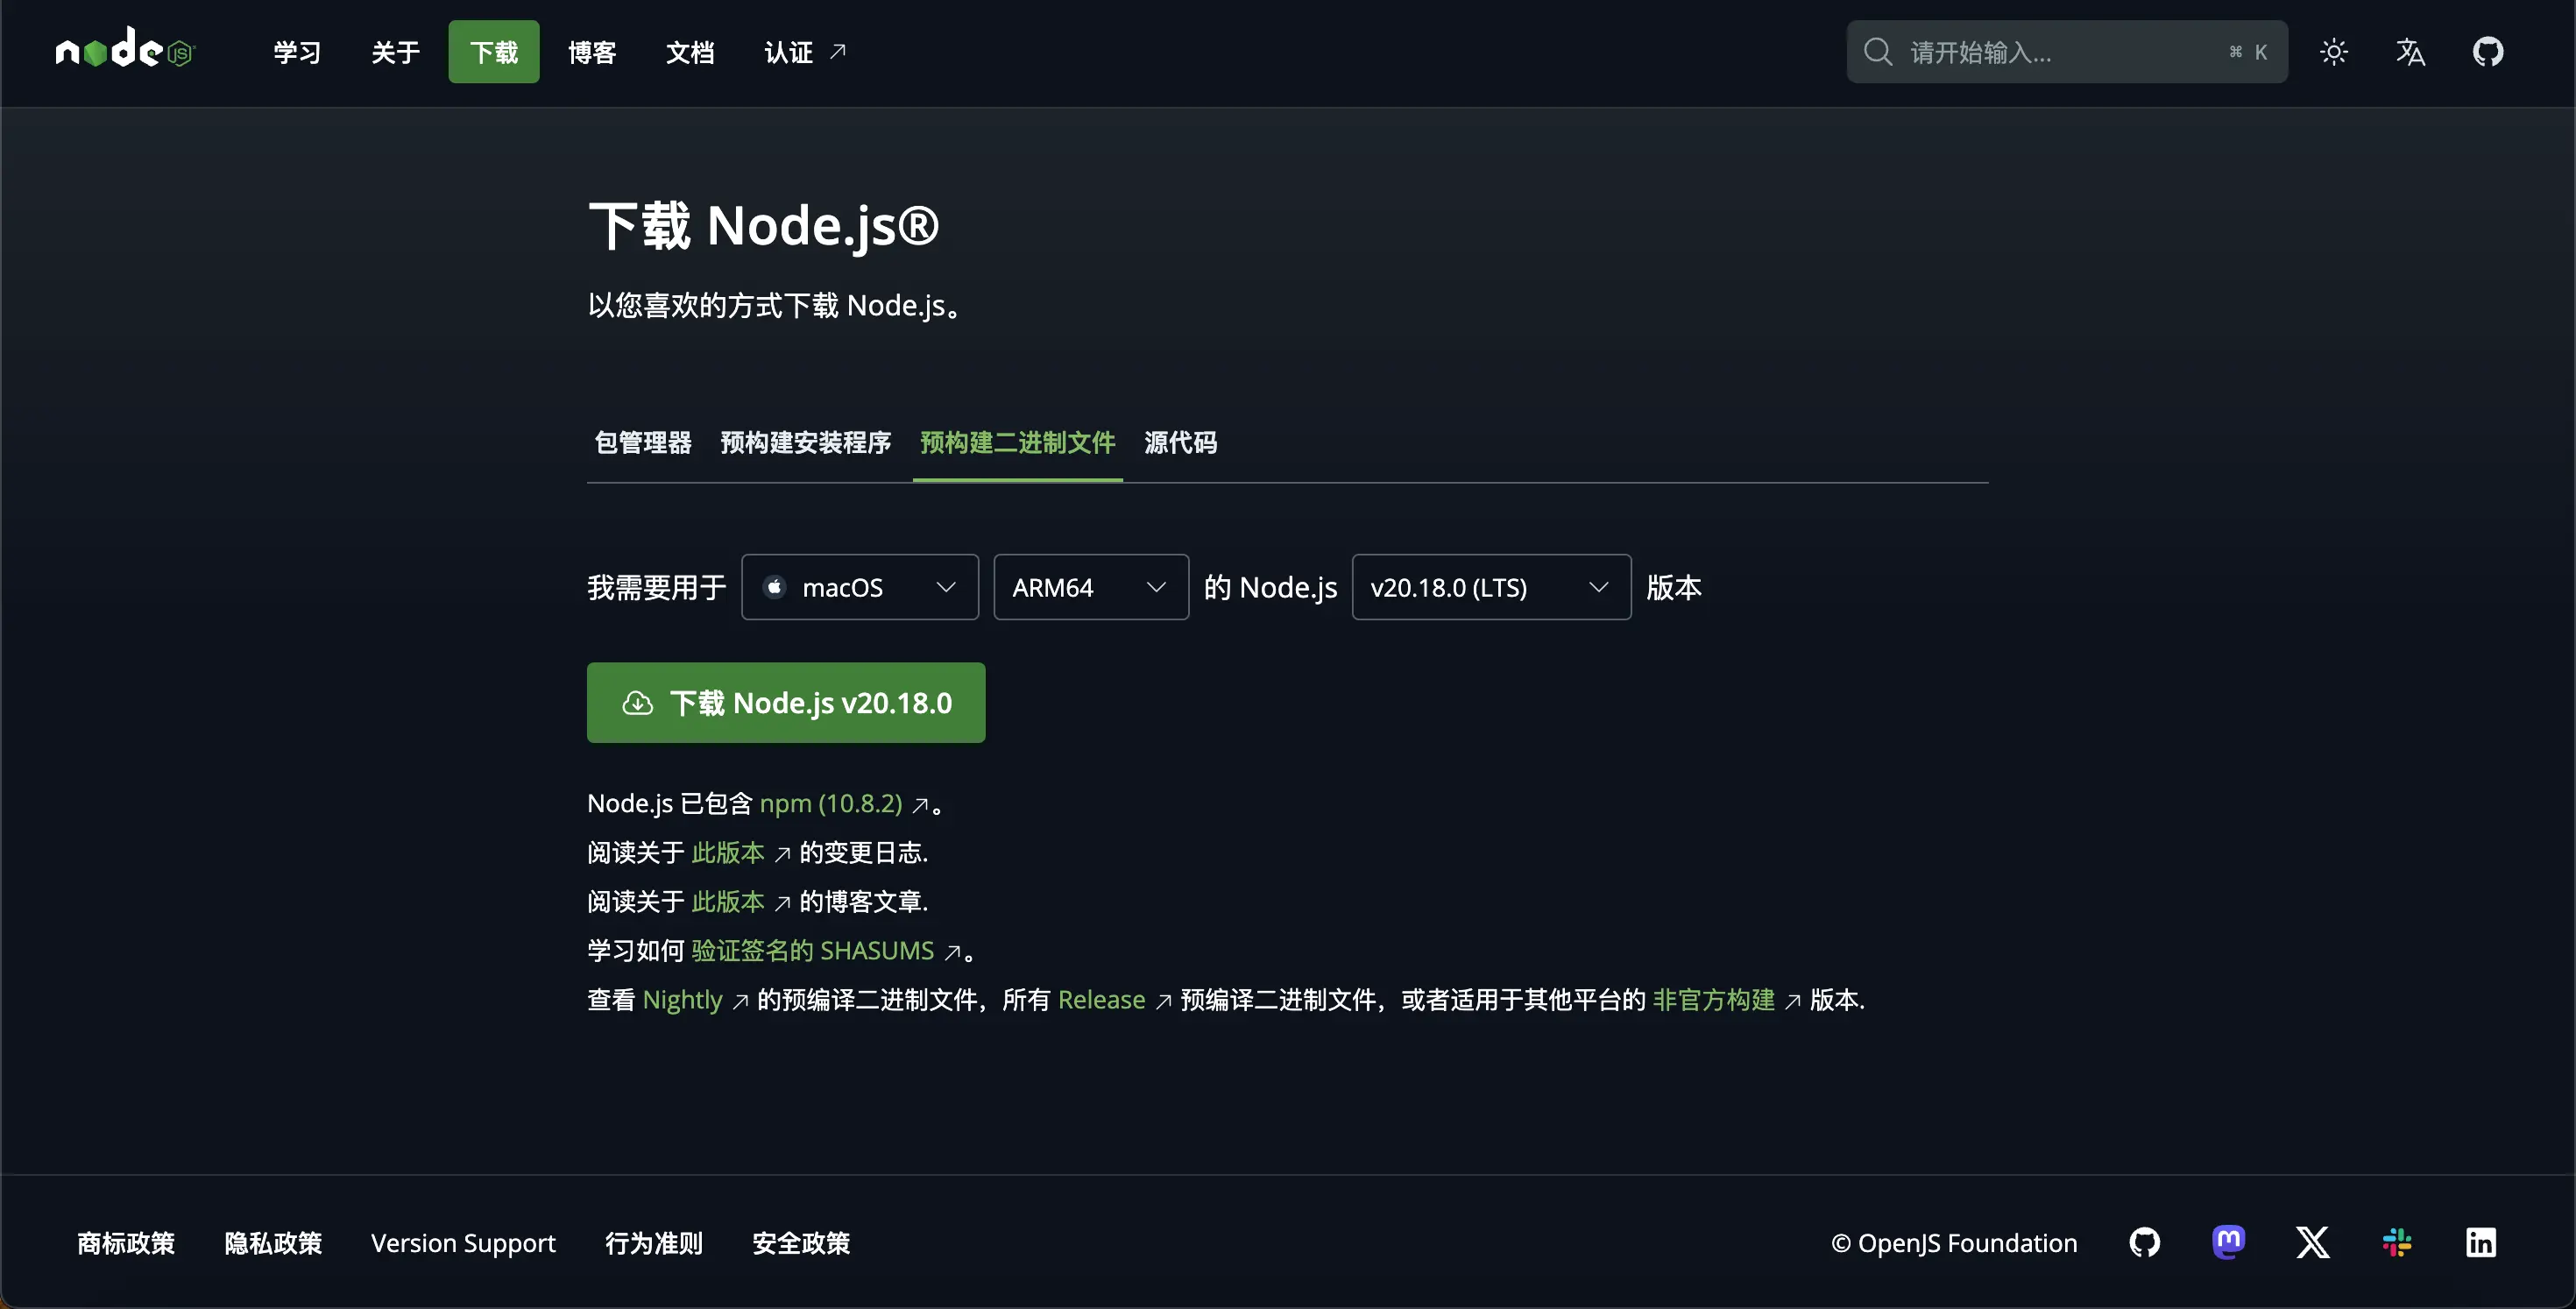 node JS 学习 关于 下载 博客 文档 认证 ↗ 请开始输入... ⌘ K
下载 Node.js®
以您喜欢的方式下载 Node.js。
包管理器 预构建安装程序 预构建二进制文件 源代码
我需要用于 macOS ARM64 的 Node.js v20.18.0 (LTS) 版本
下载 Node.js v20.18.0
Node.js 已包含 npm (10.8.2) ↗。
阅读关于 此版本 ↗ 的变更日志.
阅读关于 此版本 ↗ 的博客文章.
学习如何 验证签名的 SHASUMS ↗。
查看 Nightly ↗ 的预编译二进制文件，所有 Release ↗ 预编译二进制文件，或者适用于其他平台的 非官方构建 ↗ 版本.
商标政策 隐私政策 Version Support 行为准则 安全政策 © OpenJS Foundation